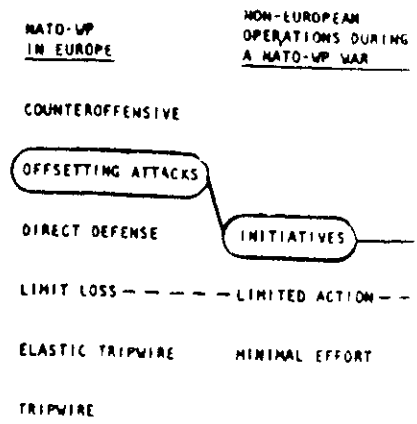 NATO-WP
IN EUROPE
NON-EUROPEAN
OPERATIONS DURING
A NATO-WP WAR
COUNTEROFFENSIVE
OFFSETTING ATTACKS
DIRECT DEFENSE
INITIATIVES
LIMIT LOSS
LIMITED ACTION
ELASTIC TRIPWIRE
MINIMAL EFFORT
TRIPWIRE